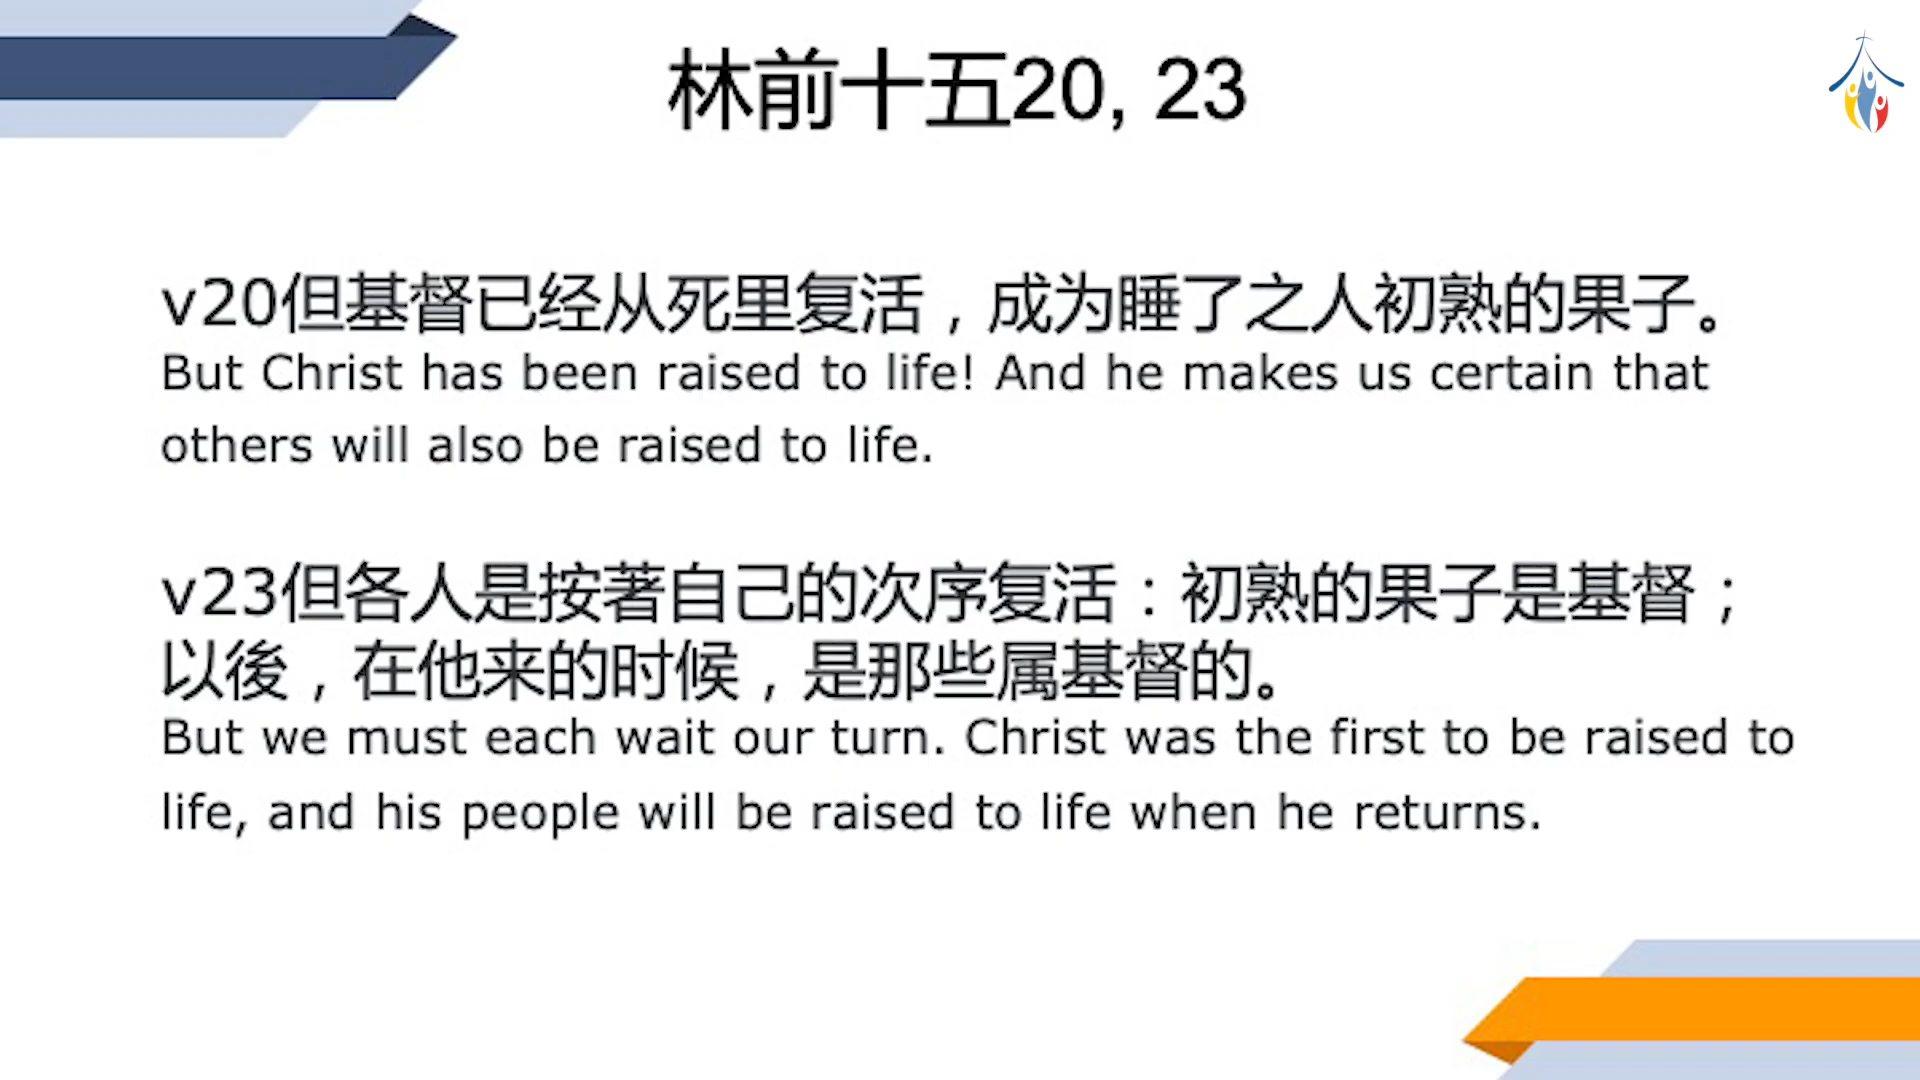 林前十五20, 23
v20但基督已经从死里复活，成为睡了之人初熟的果子。
But Christ has been raised to life! And he makes us certain that
others will also be raised to life.
v23但各人是按著自己的次序复活：初熟的果子是基督；
以後，在他来的时候，是那些属基督的。
But we must each wait our turn. Christ was the first to be raised to
life, and his people will be raised to life when he returns.